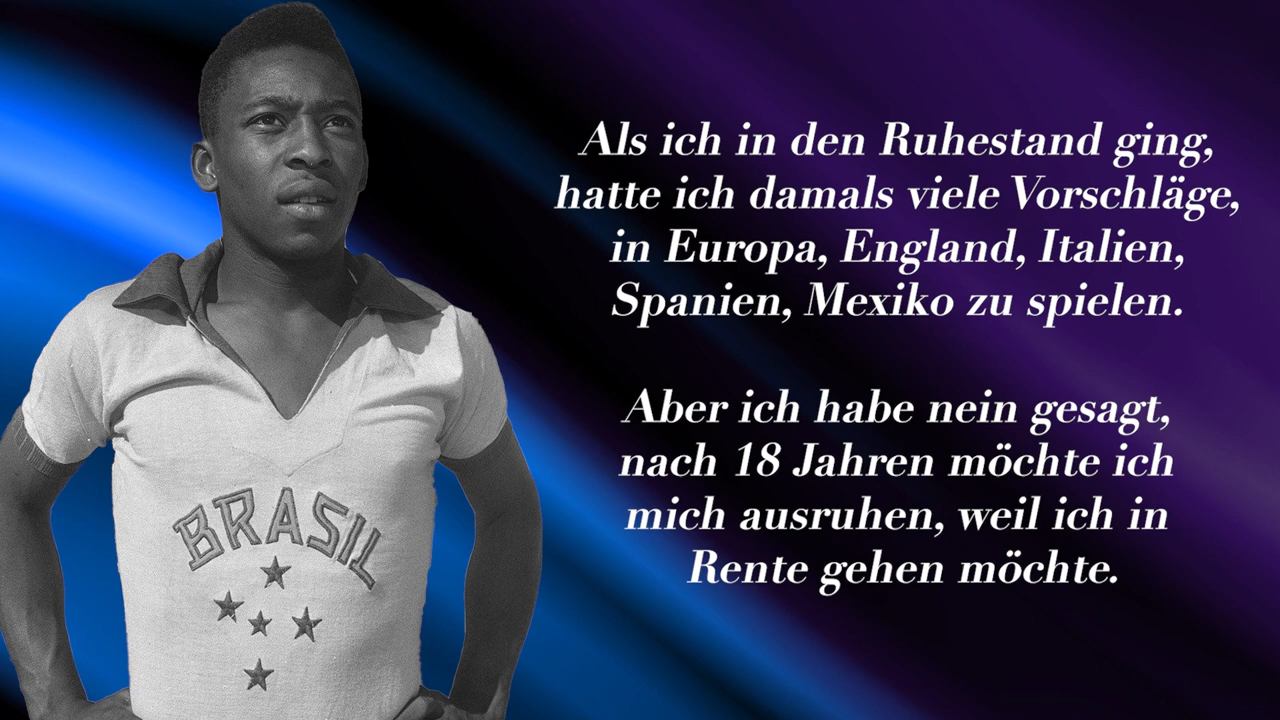 Als ich in den Ruhestand ging,
hatte ich damals viele Vorschläge,
in Europa, England, Italien,
Spanien, Mexiko zu spielen.
Aber ich habe nein gesagt,
nach 18 Jahren möchte ich
mich ausruhen, weil ich in
Rente gehen möchte.
BRASIL